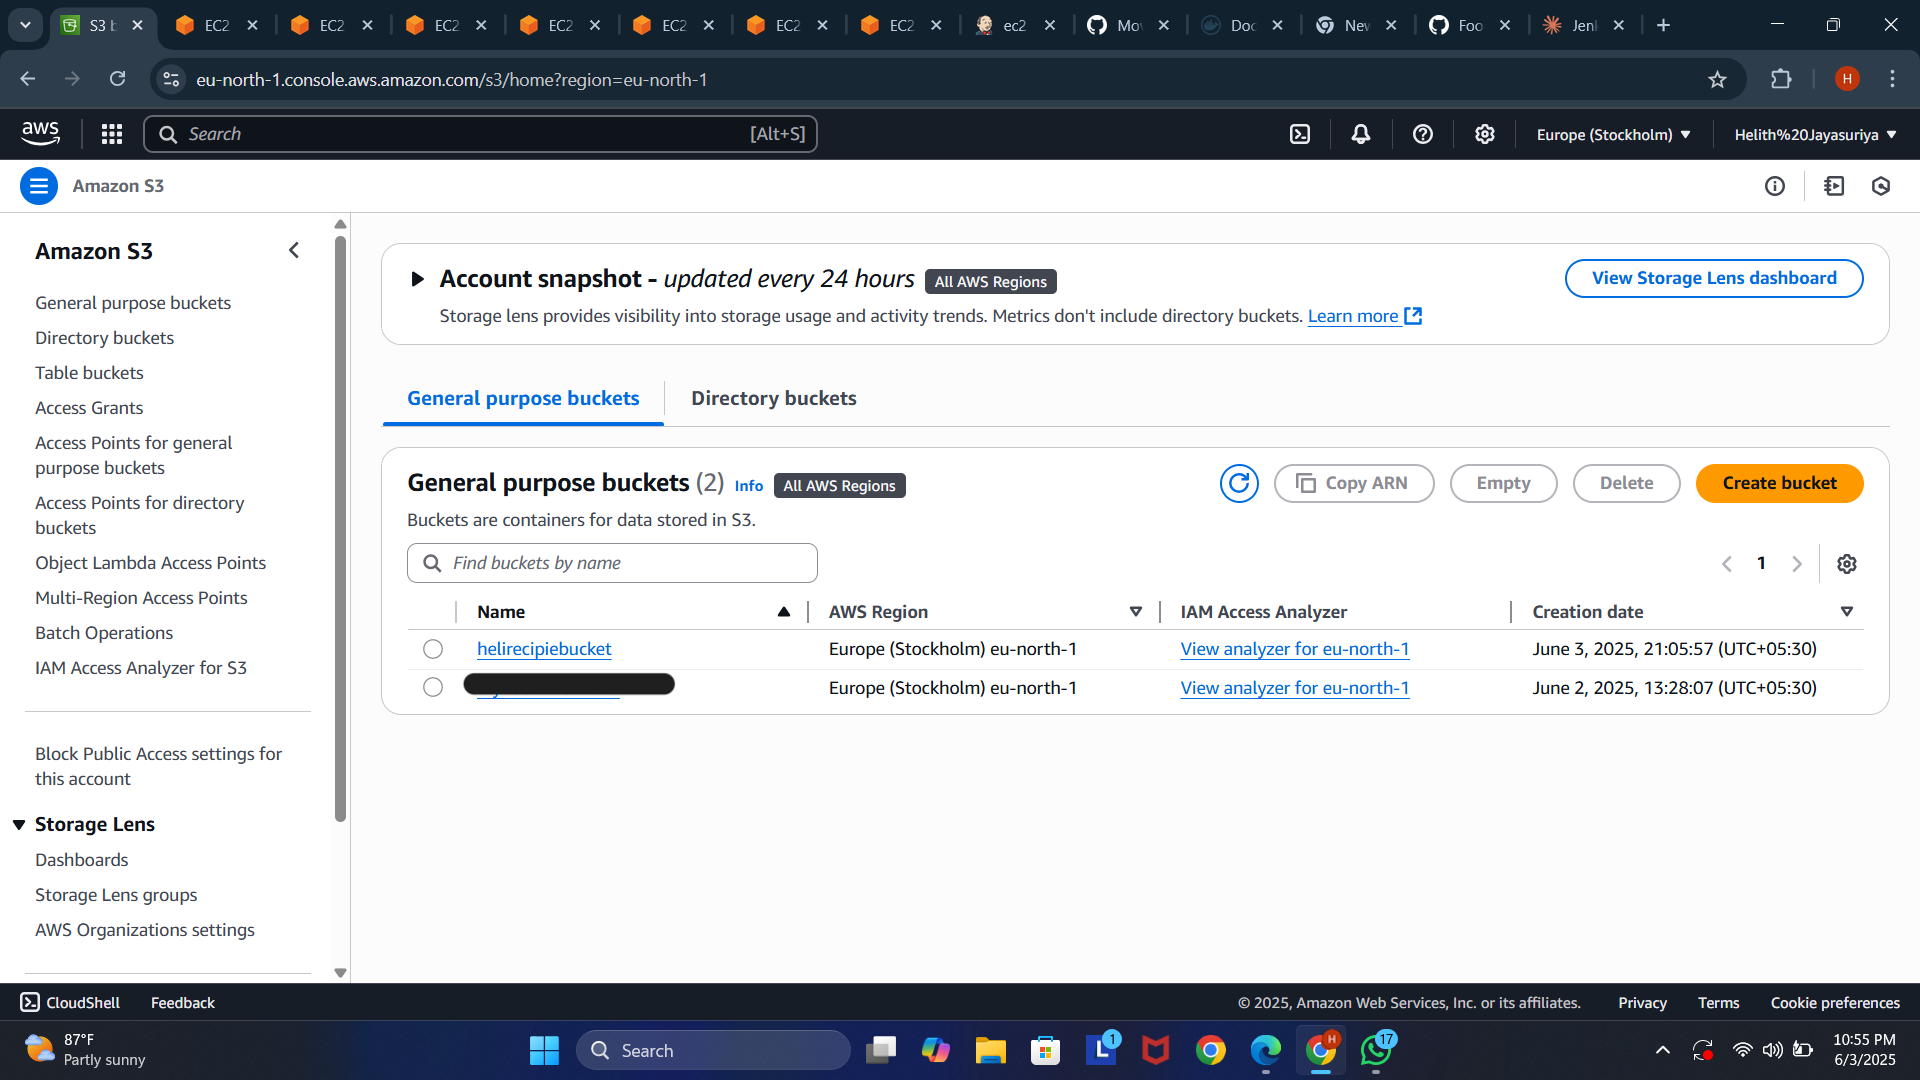 S3 b
EC2
EC2
EC2
EC2
EC2
EC2
EC2
ec2
Mov
Doc
New
Foo
Jenk
eu-north-1.console.aws.amazon.com/s3/home?region=eu-north-1
H
aws
Search
[Alt+S]
Europe (Stockholm)
Helith%20Jayasuriya
Amazon S3
Amazon S3
General purpose buckets
Directory buckets
Table buckets
Access Grants
Access Points for general
purpose buckets
Access Points for directory
buckets
Object Lambda Access Points
Multi-Region Access Points
Batch Operations
IAM Access Analyzer for S3
Block Public Access settings for
this account
Storage Lens
Dashboards
Storage Lens groups
AWS Organizations settings
Account snapshot - updated every 24 hours All AWS Regions
View Storage Lens dashboard
Storage lens provides visibility into storage usage and activity trends. Metrics don't include directory buckets. Learn more
General purpose buckets
Directory buckets
General purpose buckets (2) Info All AWS Regions
Copy ARN
Empty
Delete
Create bucket
Buckets are containers for data stored in S3.
Find buckets by name
1
Name
AWS Region
IAM Access Analyzer
Creation date
helirecipiebucket
Europe (Stockholm) eu-north-1
View analyzer for eu-north-1
June 3, 2025, 21:05:57 (UTC+05:30)
Europe (Stockholm) eu-north-1
View analyzer for eu-north-1
June 2, 2025, 13:28:07 (UTC+05:30)
CloudShell
Feedback
© 2025, Amazon Web Services, Inc. or its affiliates.
Privacy
Terms
Cookie preferences
87°F
Partly sunny
Search
L
1
H
17
10:55 PM
6/3/2025